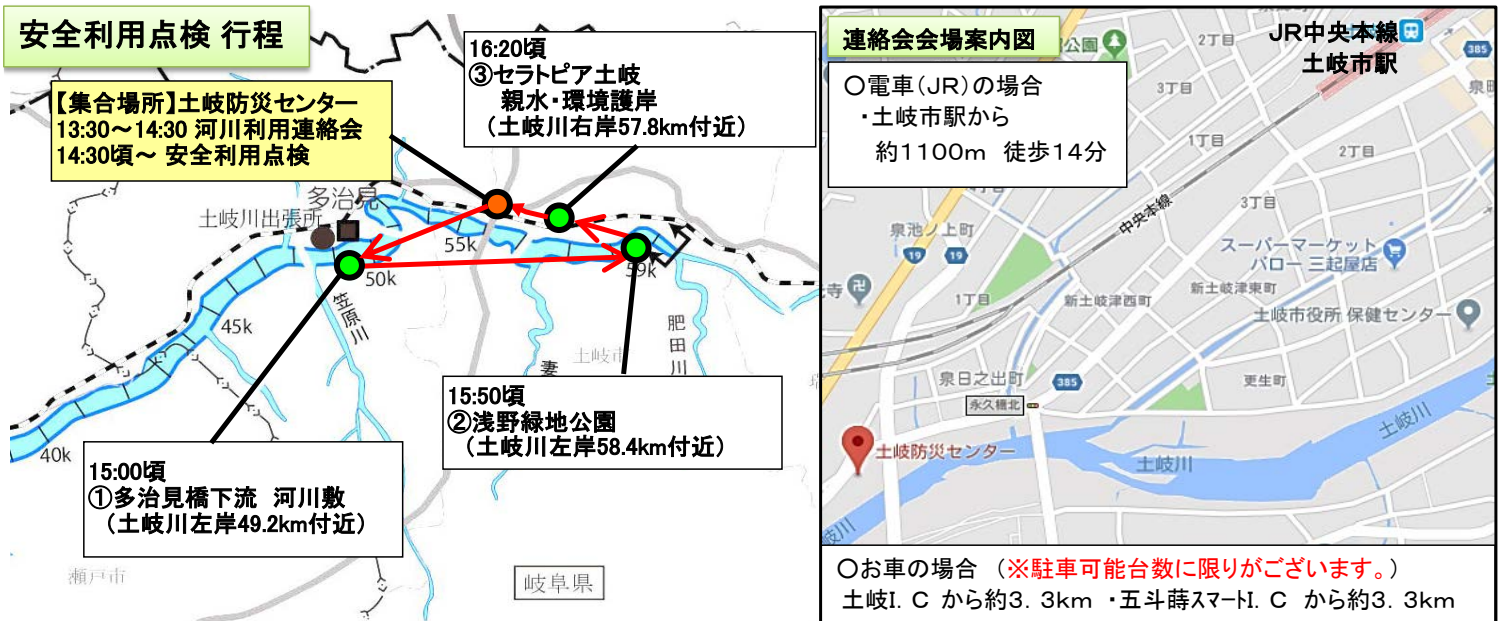 安全利用点検 行程
【集合場所】土岐防災センター
13:30～14:30 河川利用連絡会
14:30頃～ 安全利用点検
16:20頃
③セラトピア土岐
親水・環境護岸
（土岐川右岸57.8km付近）
多治見
土岐川出張所
55k
59k
50k
45k
40k
笠原川
肥田川
土岐市
妻
15:50頃
②浅野緑地公園
（土岐川左岸58.4km付近）
15:00頃
①多治見橋下流 河川敷
（土岐川左岸49.2km付近）
瀬戸市
岐阜県
連絡会会場案内図
○電車（JR）の場合
・土岐市駅から
約1100m 徒歩14分
公園
2丁目
JR中央本線
土岐市駅
385
3丁目
泉町
1丁目
2丁目
3丁目
中央本線
泉池ノ上町
19
19
スーパーマーケット
バロー 三起屋店
寺
1丁目
新土岐津西町
新土岐津東町
土岐市役所 保健センター
泉日之出町
385
更生町
永久橋北
土岐川
土岐防災センター
土岐川
岐川
○お車の場合 （※駐車可能台数に限りがございます。）
土岐I．C から約3．3km ・五斗蒔スマートI．C から約3．3km